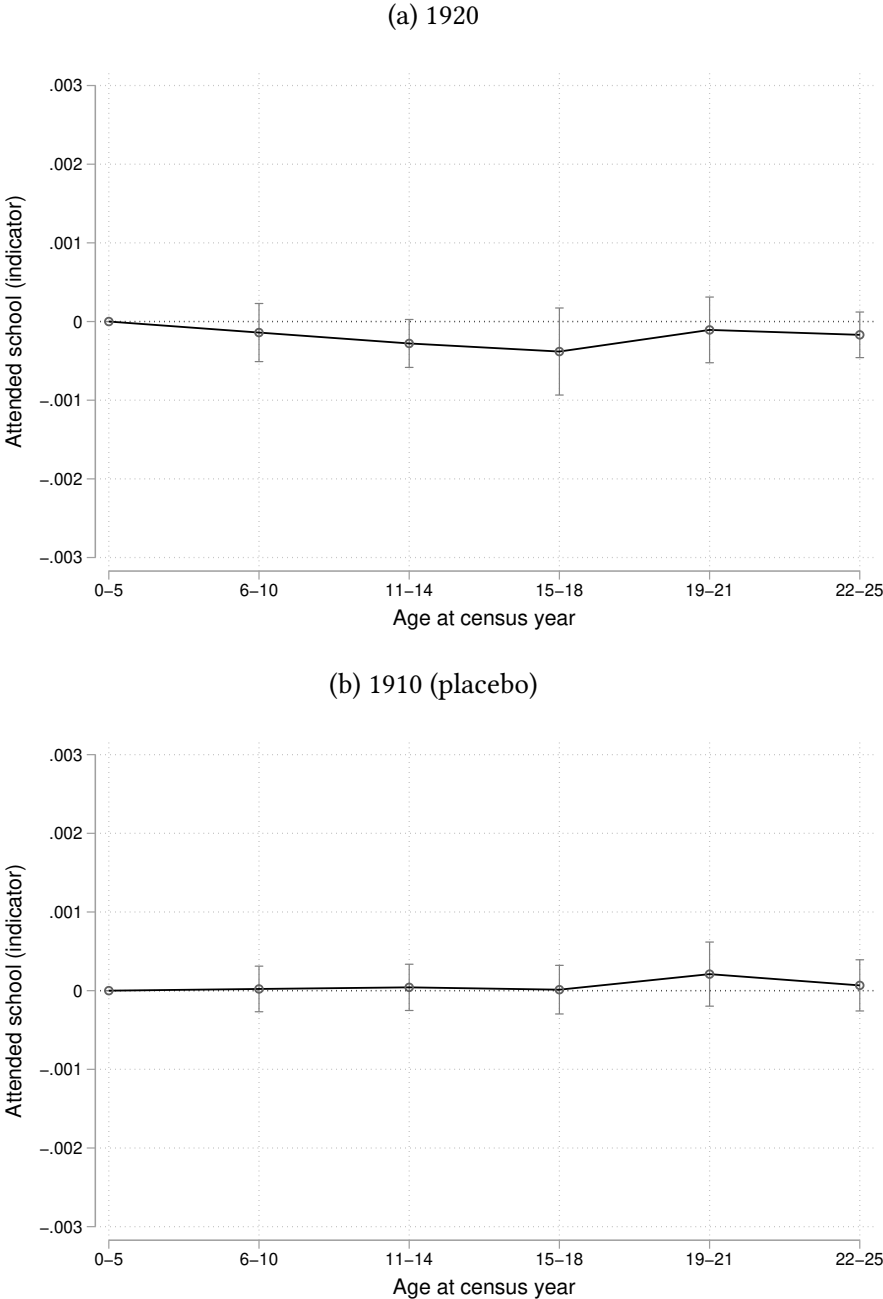 (a) 1920
.003
.002
.001
0
−.001
−.002
−.003
Attended school (indicator)
0−5 6−10 11−14 15−18 19−21 22−25
Age at census year
(b) 1910 (placebo)
.003
.002
.001
0
−.001
−.002
−.003
Attended school (indicator)
0−5 6−10 11−14 15−18 19−21 22−25
Age at census year